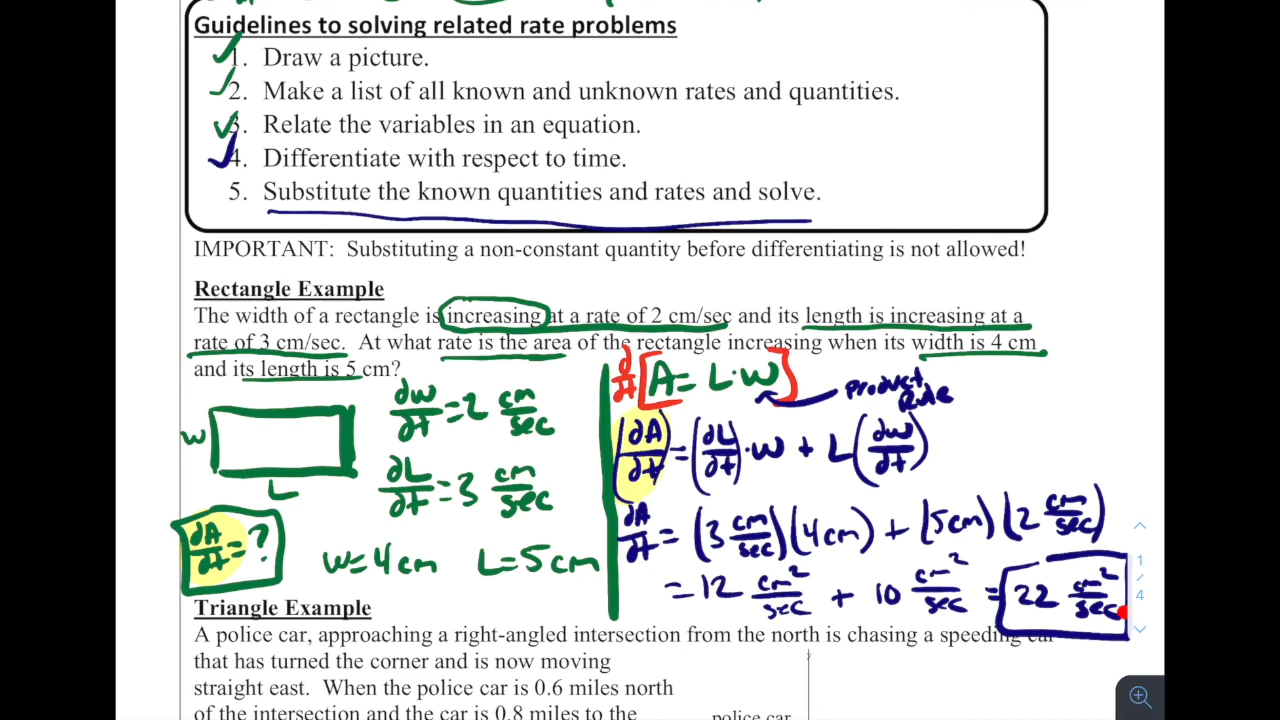 Guidelines to solving related rate problems
1. Draw a picture.
2. Make a list of all known and unknown rates and quantities.
3. Relate the variables in an equation.
4. Differentiate with respect to time.
5. Substitute the known quantities and rates and solve.
IMPORTANT: Substituting a non-constant quantity before differentiating is not allowed!
Rectangle Example
The width of a rectangle is increasing at a rate of 2 cm/sec and its length is increasing at a
rate of 3 cm/sec. At what rate is the area of the rectangle increasing when its width is 4 cm
and its length is 5 cm?
W
L
dA/dt = ?
dw/dt = 2 cm/sec
dL/dt = 3 cm/sec
w = 4 cm L = 5 cm
d/dt [A = L · W]
product Rule
(dA/dt) = (dL/dt) · w + L (dw/dt)
dA/dt = (3 cm/sec)(4 cm) + (5 cm)(2 cm/sec)
= 12 cm²/sec + 10 cm²/sec = 22 cm²/sec
1
/
4
Triangle Example
A police car, approaching a right-angled intersection from the north is chasing a speeding car
that has turned the corner and is now moving
straight east. When the police car is 0.6 miles north
of the intersection and the car is 0.8 miles to the
y
police car